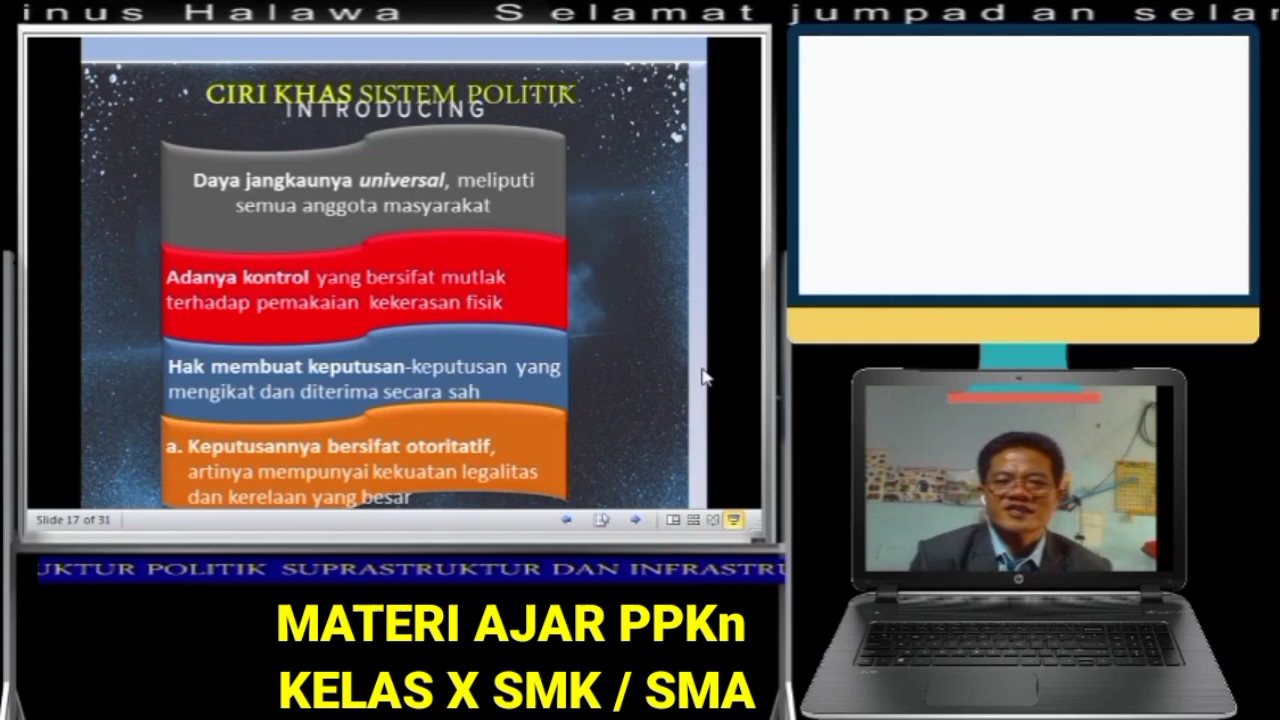 inus Halawa Selamat jumpad an selar
CIRI KHAS SISTEM POLITIK
INTRODUCING
Daya jangkaunya universal, meliputi
semua anggota masyarakat
Adanya kontrol yang bersifat mutlak
terhadap pemakaian kekerasan fisik
Hak membuat keputusan-keputusan yang
mengikat dan diterima secara sah
a. Keputusannya bersifat otoritatif,
artinya mempunyai kekuatan legalitas
dan kerelaan yang besar
Slide 17 of 31
UKTUR POLITIK SUPRASTRUKTUR DAN INFRASTRU
MATERI AJAR PPKn
KELAS X SMK / SMA